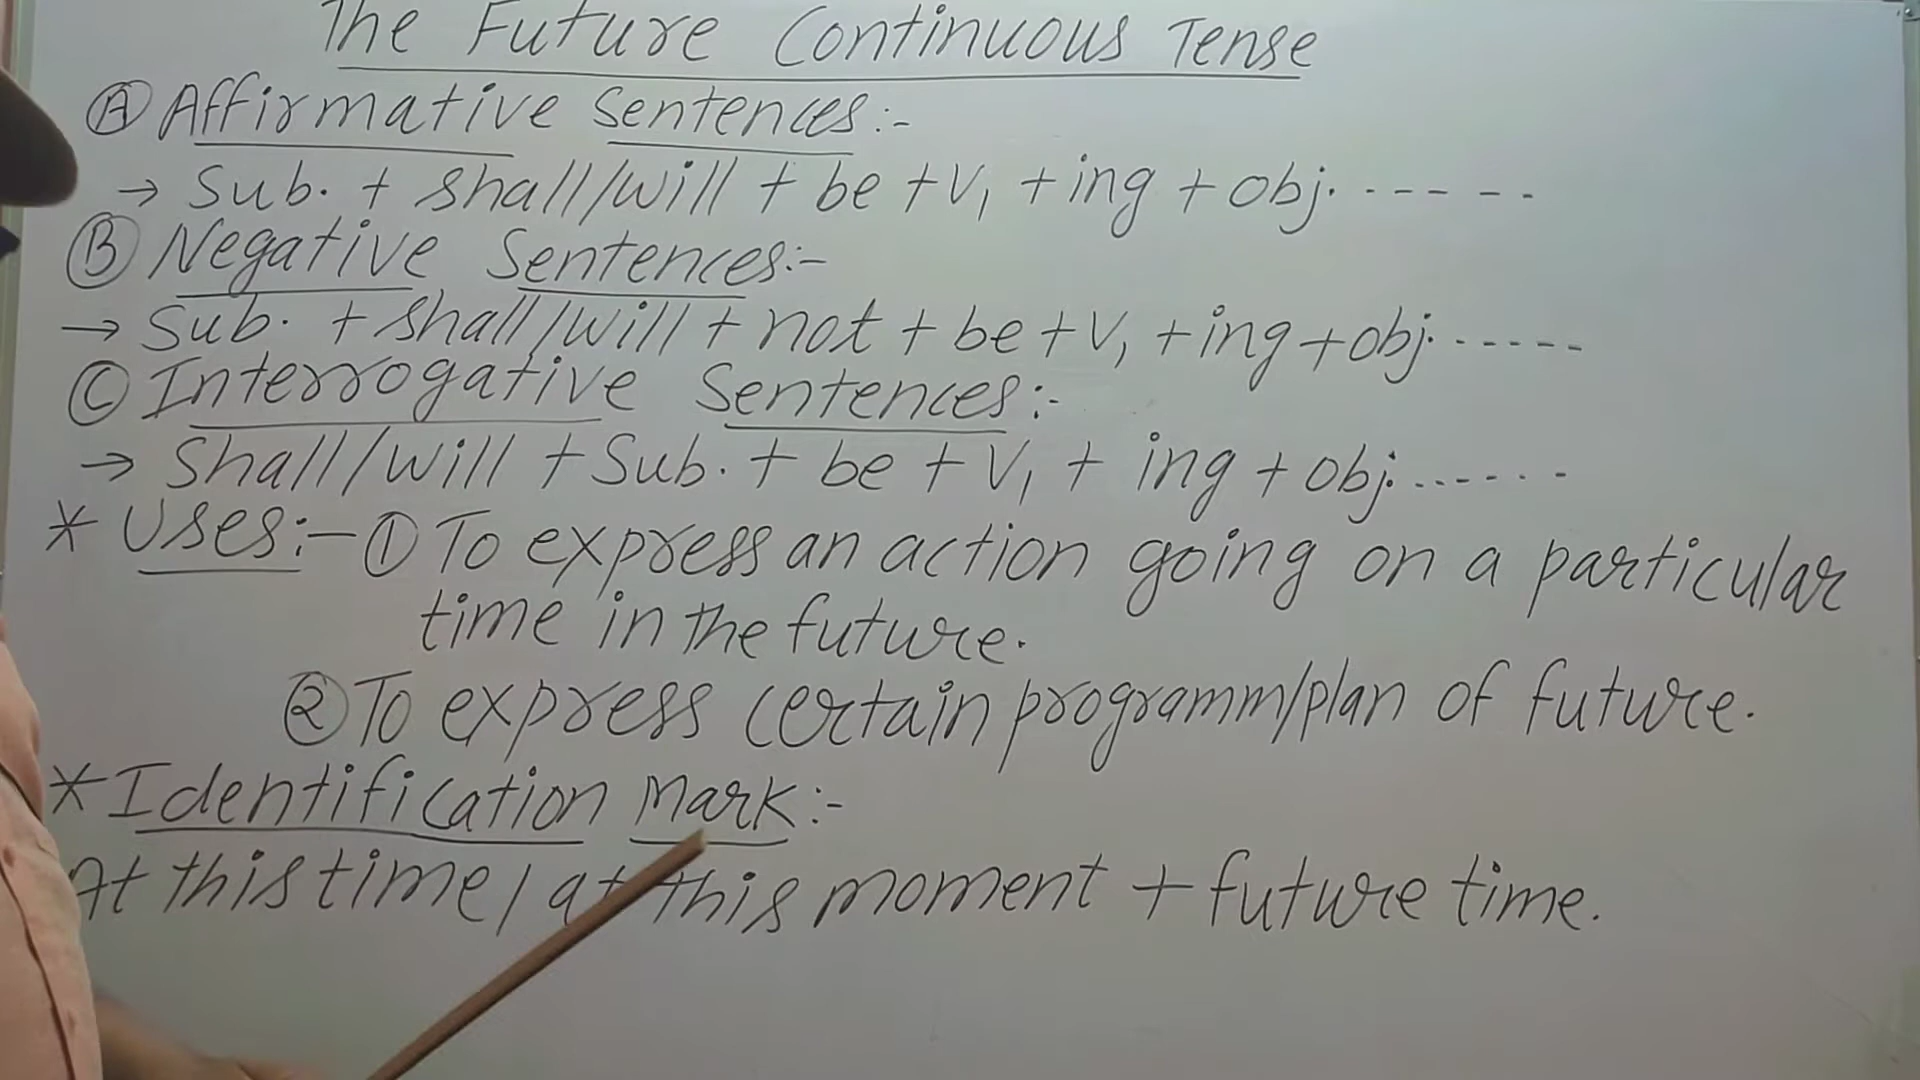 The Future Continuous Tense
Ⓐ Affirmative Sentences:-
→ Sub. + shall/will + be + V₁ + ing + obj. ------
Ⓑ Negative Sentences:-
→ Sub. + shall/will + not + be + V₁ + ing + obj. -----
Ⓒ Interrogative Sentences:-
→ Shall/will + Sub. + be + V₁ + ing + obj. ......
* Uses:- ① To express an action going on a particular
time in the future.
② To express certain programm/plan of future.
* Identification Mark:-
At this time / at this moment + future time.